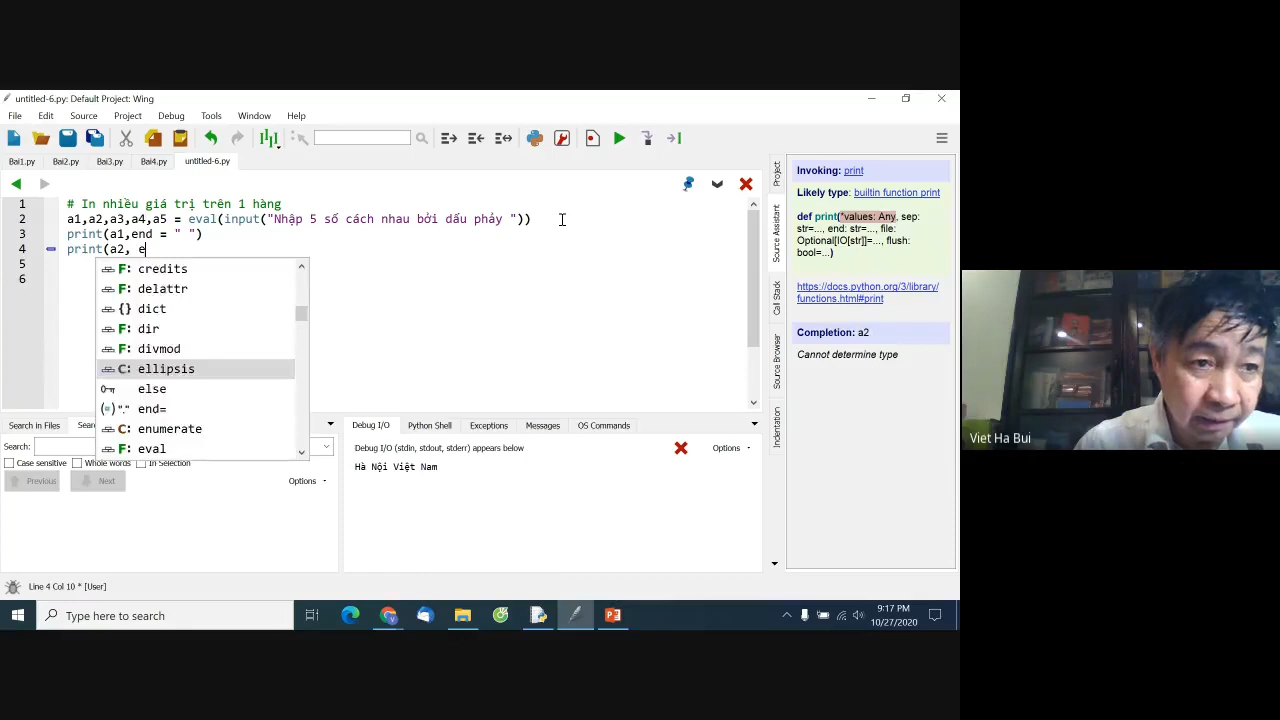 untitled-6.py: Default Project: Wing
File Edit Source Project Debug Tools Window Help
Bai1.py Bai2.py Bai3.py Bai4.py untitled-6.py
1 # In nhiều giá trị trên 1 hàng
2 a1,a2,a3,a4,a5 = eval(input("Nhập 5 số cách nhau bởi dấu phảy "))
3 print(a1,end = " ")
4 print(a2, e
5
6
F: credits
F: delattr
{} dict
F: dir
F: divmod
C: ellipsis
else
end=
C: enumerate
F: eval
Search in Files
Search:
Case sensitive Whole words In Selection
Previous Next Options
Debug I/O Python Shell Exceptions Messages OS Commands
Debug I/O (stdin, stdout, stderr) appears below Options
Hà Nội Việt Nam
Project
Source Assistant
Call Stack
Source Browser
Indentation
Invoking: print
Likely type: builtin function print
def print(*values: Any, sep:
str=..., end: str=..., file:
Optional[IO[str]]=..., flush:
bool=...)
https://docs.python.org/3/library/
functions.html#print
Completion: a2
Cannot determine type
Viet Ha Bui
Line 4 Col 10 * [User]
Type here to search
9:17 PM
10/27/2020